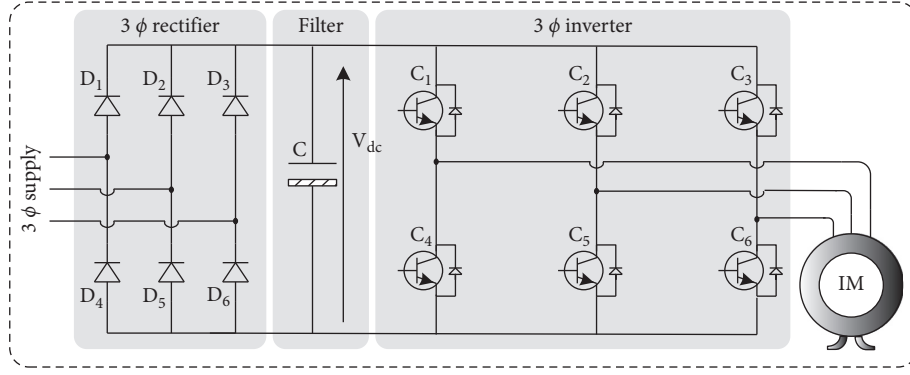 3 ϕ rectifier
Filter
3 ϕ inverter
D1
D2
D3
C1
C2
C3
C
Vdc
3 ϕ supply
C4
C5
C6
D4
D5
D6
IM